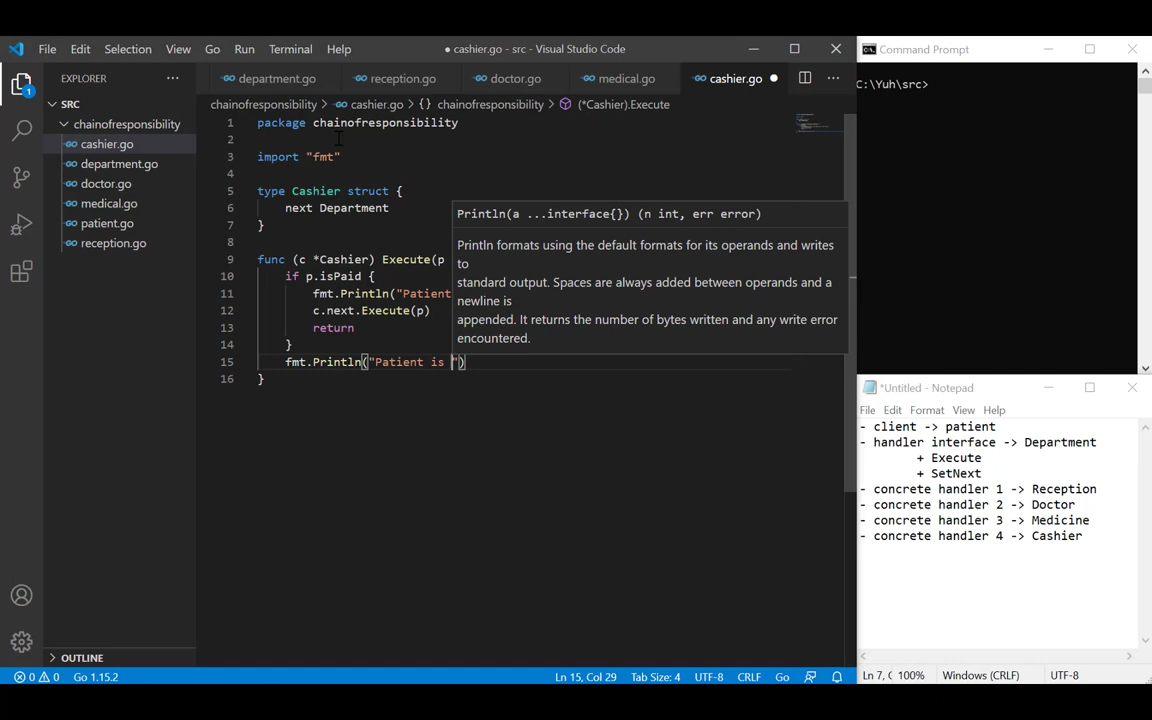 File Edit Selection View Go Run Terminal Help
● cashier.go - src - Visual Studio Code
EXPLORER
SRC
chainofresponsibility
cashier.go
department.go
doctor.go
medical.go
patient.go
reception.go
OUTLINE
department.go reception.go doctor.go medical.go cashier.go
chainofresponsibility > cashier.go > {} chainofresponsibility > (*Cashier).Execute
1 package chainofresponsibility
2
3 import "fmt"
4
5 type Cashier struct {
6 next Department
7 }
8
9 func (c *Cashier) Execute(p
10 if p.isPaid {
11 fmt.Println("Patient
12 c.next.Execute(p)
13 return
14 }
15 fmt.Println("Patient is ")
16 }
Println(a ...interface{}) (n int, err error)
Println formats using the default formats for its operands and writes
to
standard output. Spaces are always added between operands and a
newline is
appended. It returns the number of bytes written and any write error
encountered.
1
0 0 Go 1.15.2
Ln 15, Col 29 Tab Size: 4 UTF-8 CRLF Go
Command Prompt
C:\Yuh\src>
*Untitled - Notepad
File Edit Format View Help
- client -> patient
- handler interface -> Department
+ Execute
+ SetNext
- concrete handler 1 -> Reception
- concrete handler 2 -> Doctor
- concrete handler 3 -> Medicine
- concrete handler 4 -> Cashier
Ln 7, C 100% Windows (CRLF) UTF-8